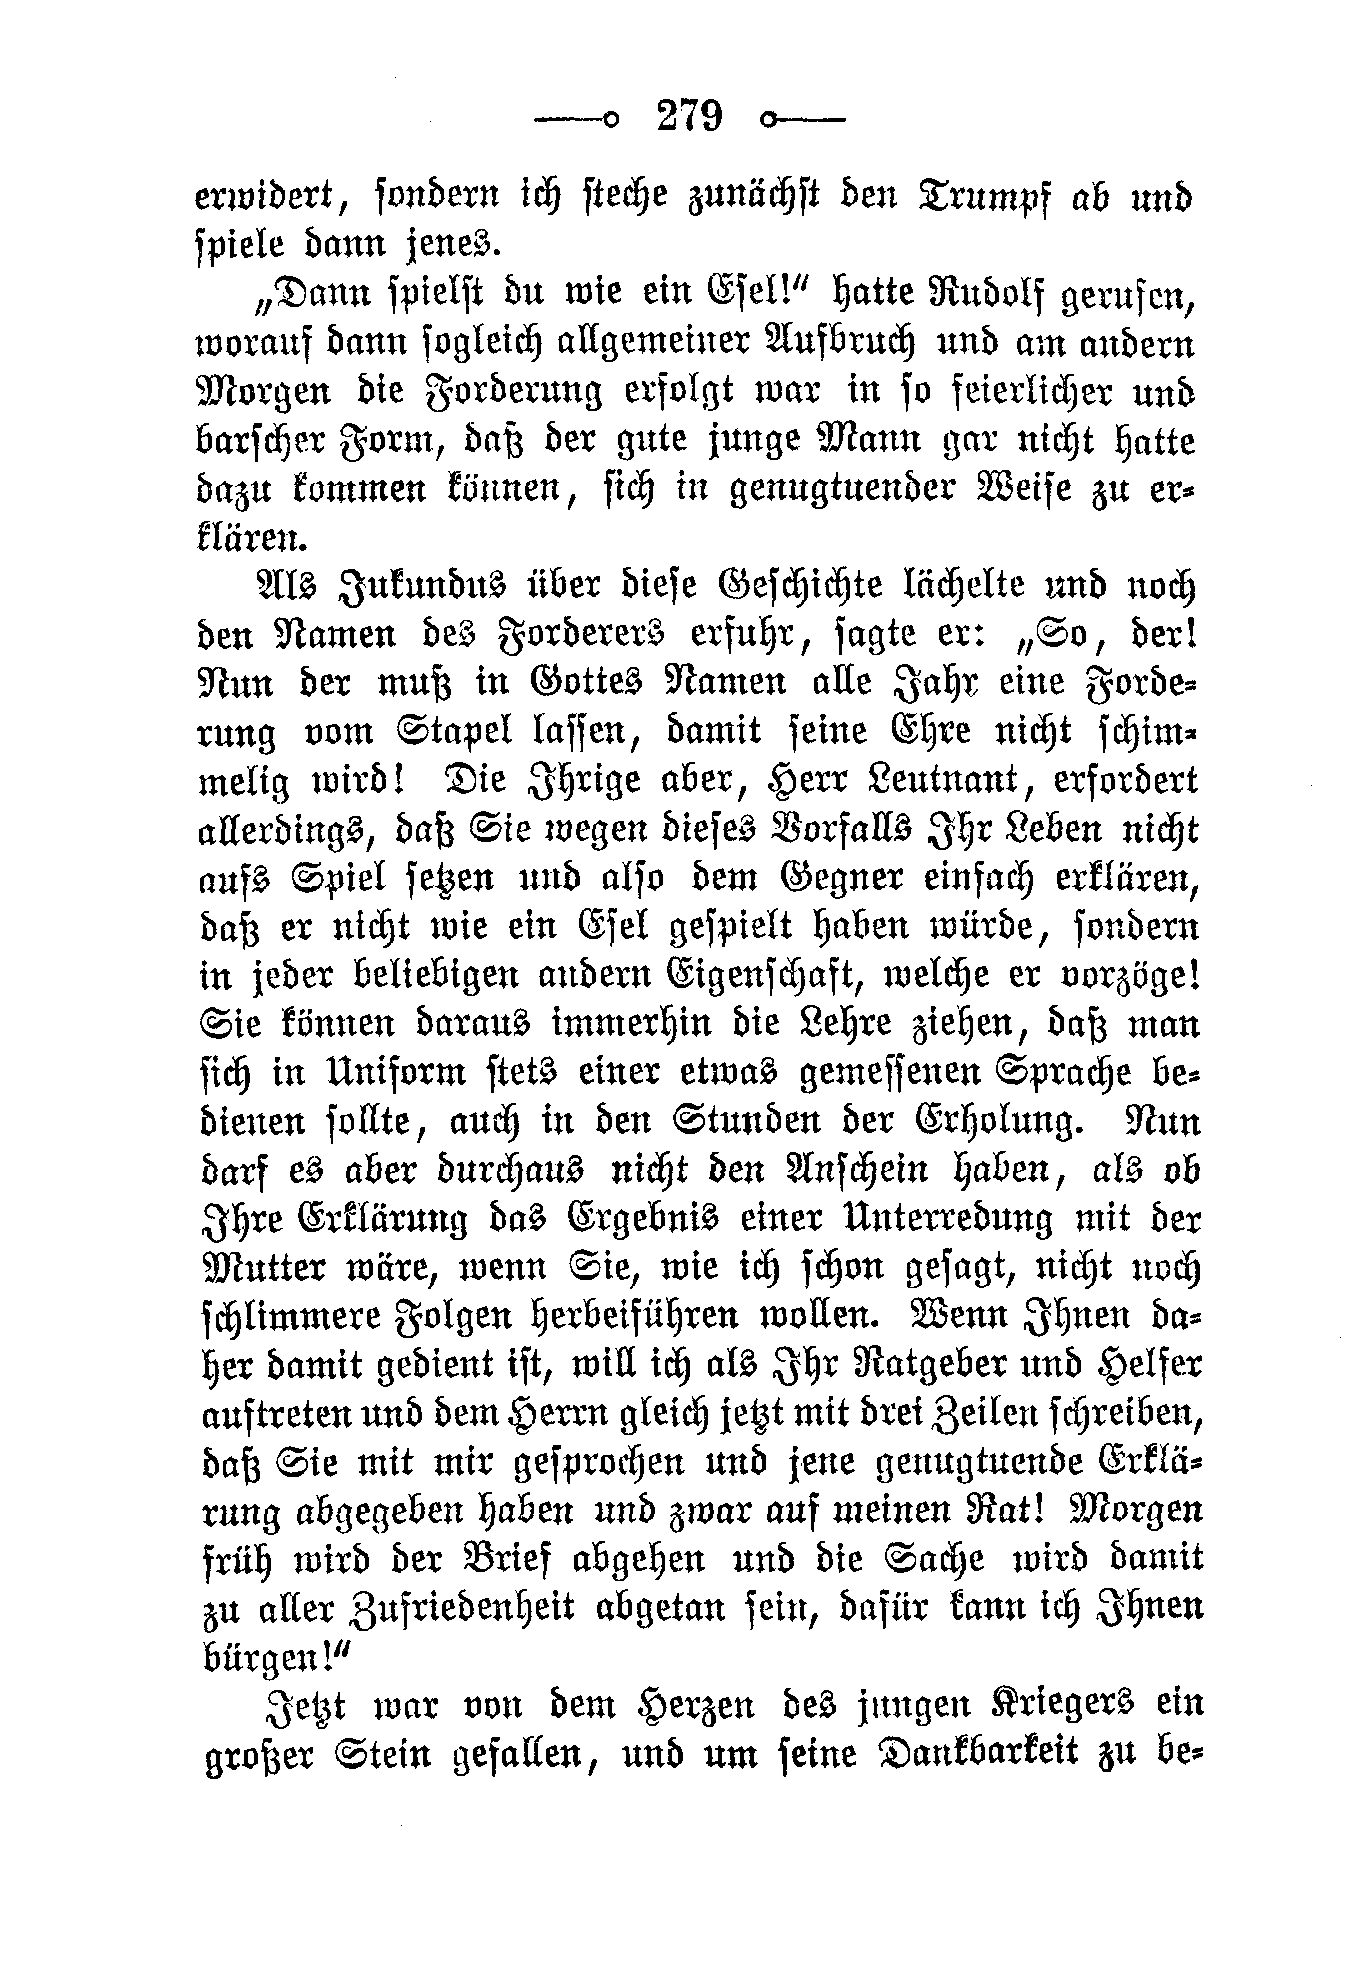 279
erwidert, sondern ich steche zunächst den Trumpf ab und
spiele dann jenes.
„Dann spielst du wie ein Esel!“ hatte Rudolf gerufen,
worauf dann sogleich allgemeiner Aufbruch und am andern
Morgen die Forderung erfolgt war in so feierlicher und
barscher Form, daß der gute junge Mann gar nicht hatte
dazu kommen können, sich in genugtuender Weise zu er-
klären.
Als Jukundus über diese Geschichte lächelte und noch
den Namen des Forderers erfuhr, sagte er: „So, der!
Nun der muß in Gottes Namen alle Jahr eine Forde-
rung vom Stapel lassen, damit seine Ehre nicht schim-
melig wird! Die Ihrige aber, Herr Leutnant, erfordert
allerdings, daß Sie wegen dieses Vorfalls Ihr Leben nicht
aufs Spiel setzen und also dem Gegner einfach erklären,
daß er nicht wie ein Esel gespielt haben würde, sondern
in jeder beliebigen andern Eigenschaft, welche er vorzöge!
Sie können daraus immerhin die Lehre ziehen, daß man
sich in Uniform stets einer etwas gemessenen Sprache be-
dienen sollte, auch in den Stunden der Erholung. Nun
darf es aber durchaus nicht den Anschein haben, als ob
Ihre Erklärung das Ergebnis einer Unterredung mit der
Mutter wäre, wenn Sie, wie ich schon gesagt, nicht noch
schlimmere Folgen herbeiführen wollen. Wenn Ihnen da-
her damit gedient ist, will ich als Ihr Ratgeber und Helfer
auftreten und dem Herrn gleich jetzt mit drei Zeilen schreiben,
daß Sie mit mir gesprochen und jene genugtuende Erklä-
rung abgegeben haben und zwar auf meinen Rat! Morgen
früh wird der Brief abgehen und die Sache wird damit
zu aller Zufriedenheit abgetan sein, dafür kann ich Ihnen
bürgen!“
Jetzt war von dem Herzen des jungen Kriegers ein
großer Stein gefallen, und um seine Dankbarkeit zu be-